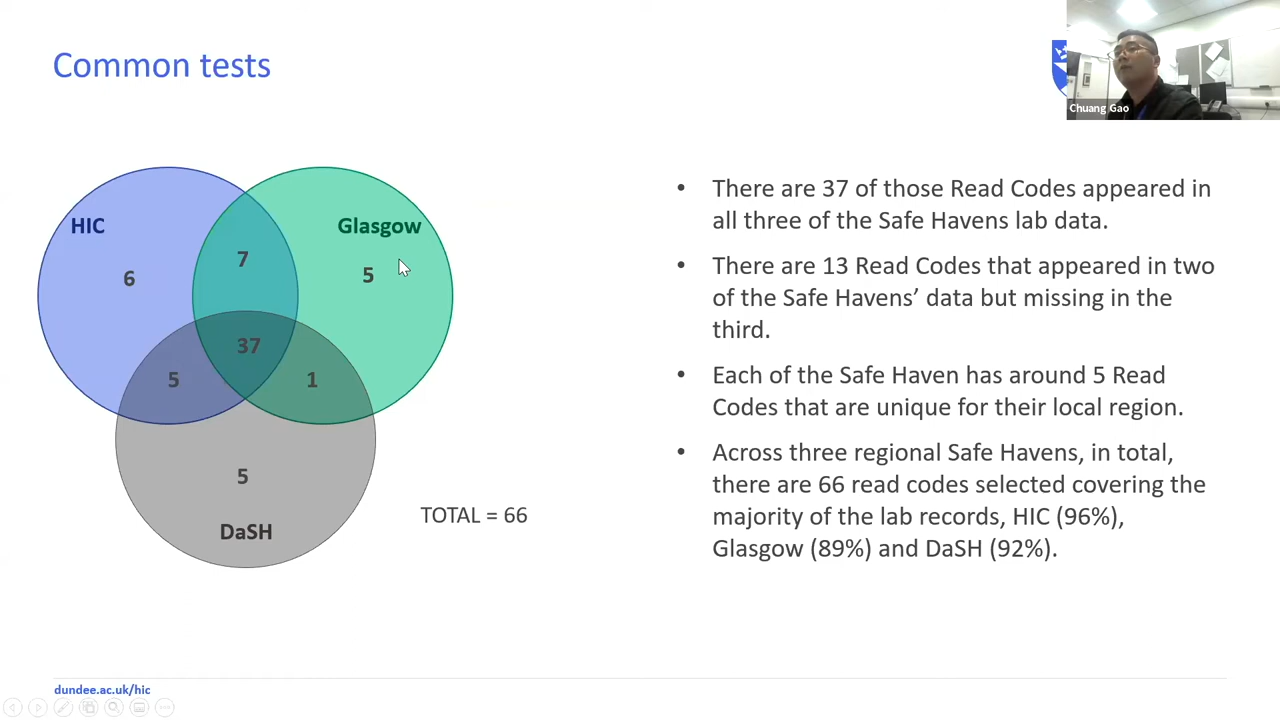 Common tests
Chuang Gao
HIC
Glasgow
6
7
5
37
5
1
5
DaSH
TOTAL = 66
• There are 37 of those Read Codes appeared in
all three of the Safe Havens lab data.
• There are 13 Read Codes that appeared in two
of the Safe Havens’ data but missing in the
third.
• Each of the Safe Haven has around 5 Read
Codes that are unique for their local region.
• Across three regional Safe Havens, in total,
there are 66 read codes selected covering the
majority of the lab records, HIC (96%),
Glasgow (89%) and DaSH (92%).
dundee.ac.uk/hic